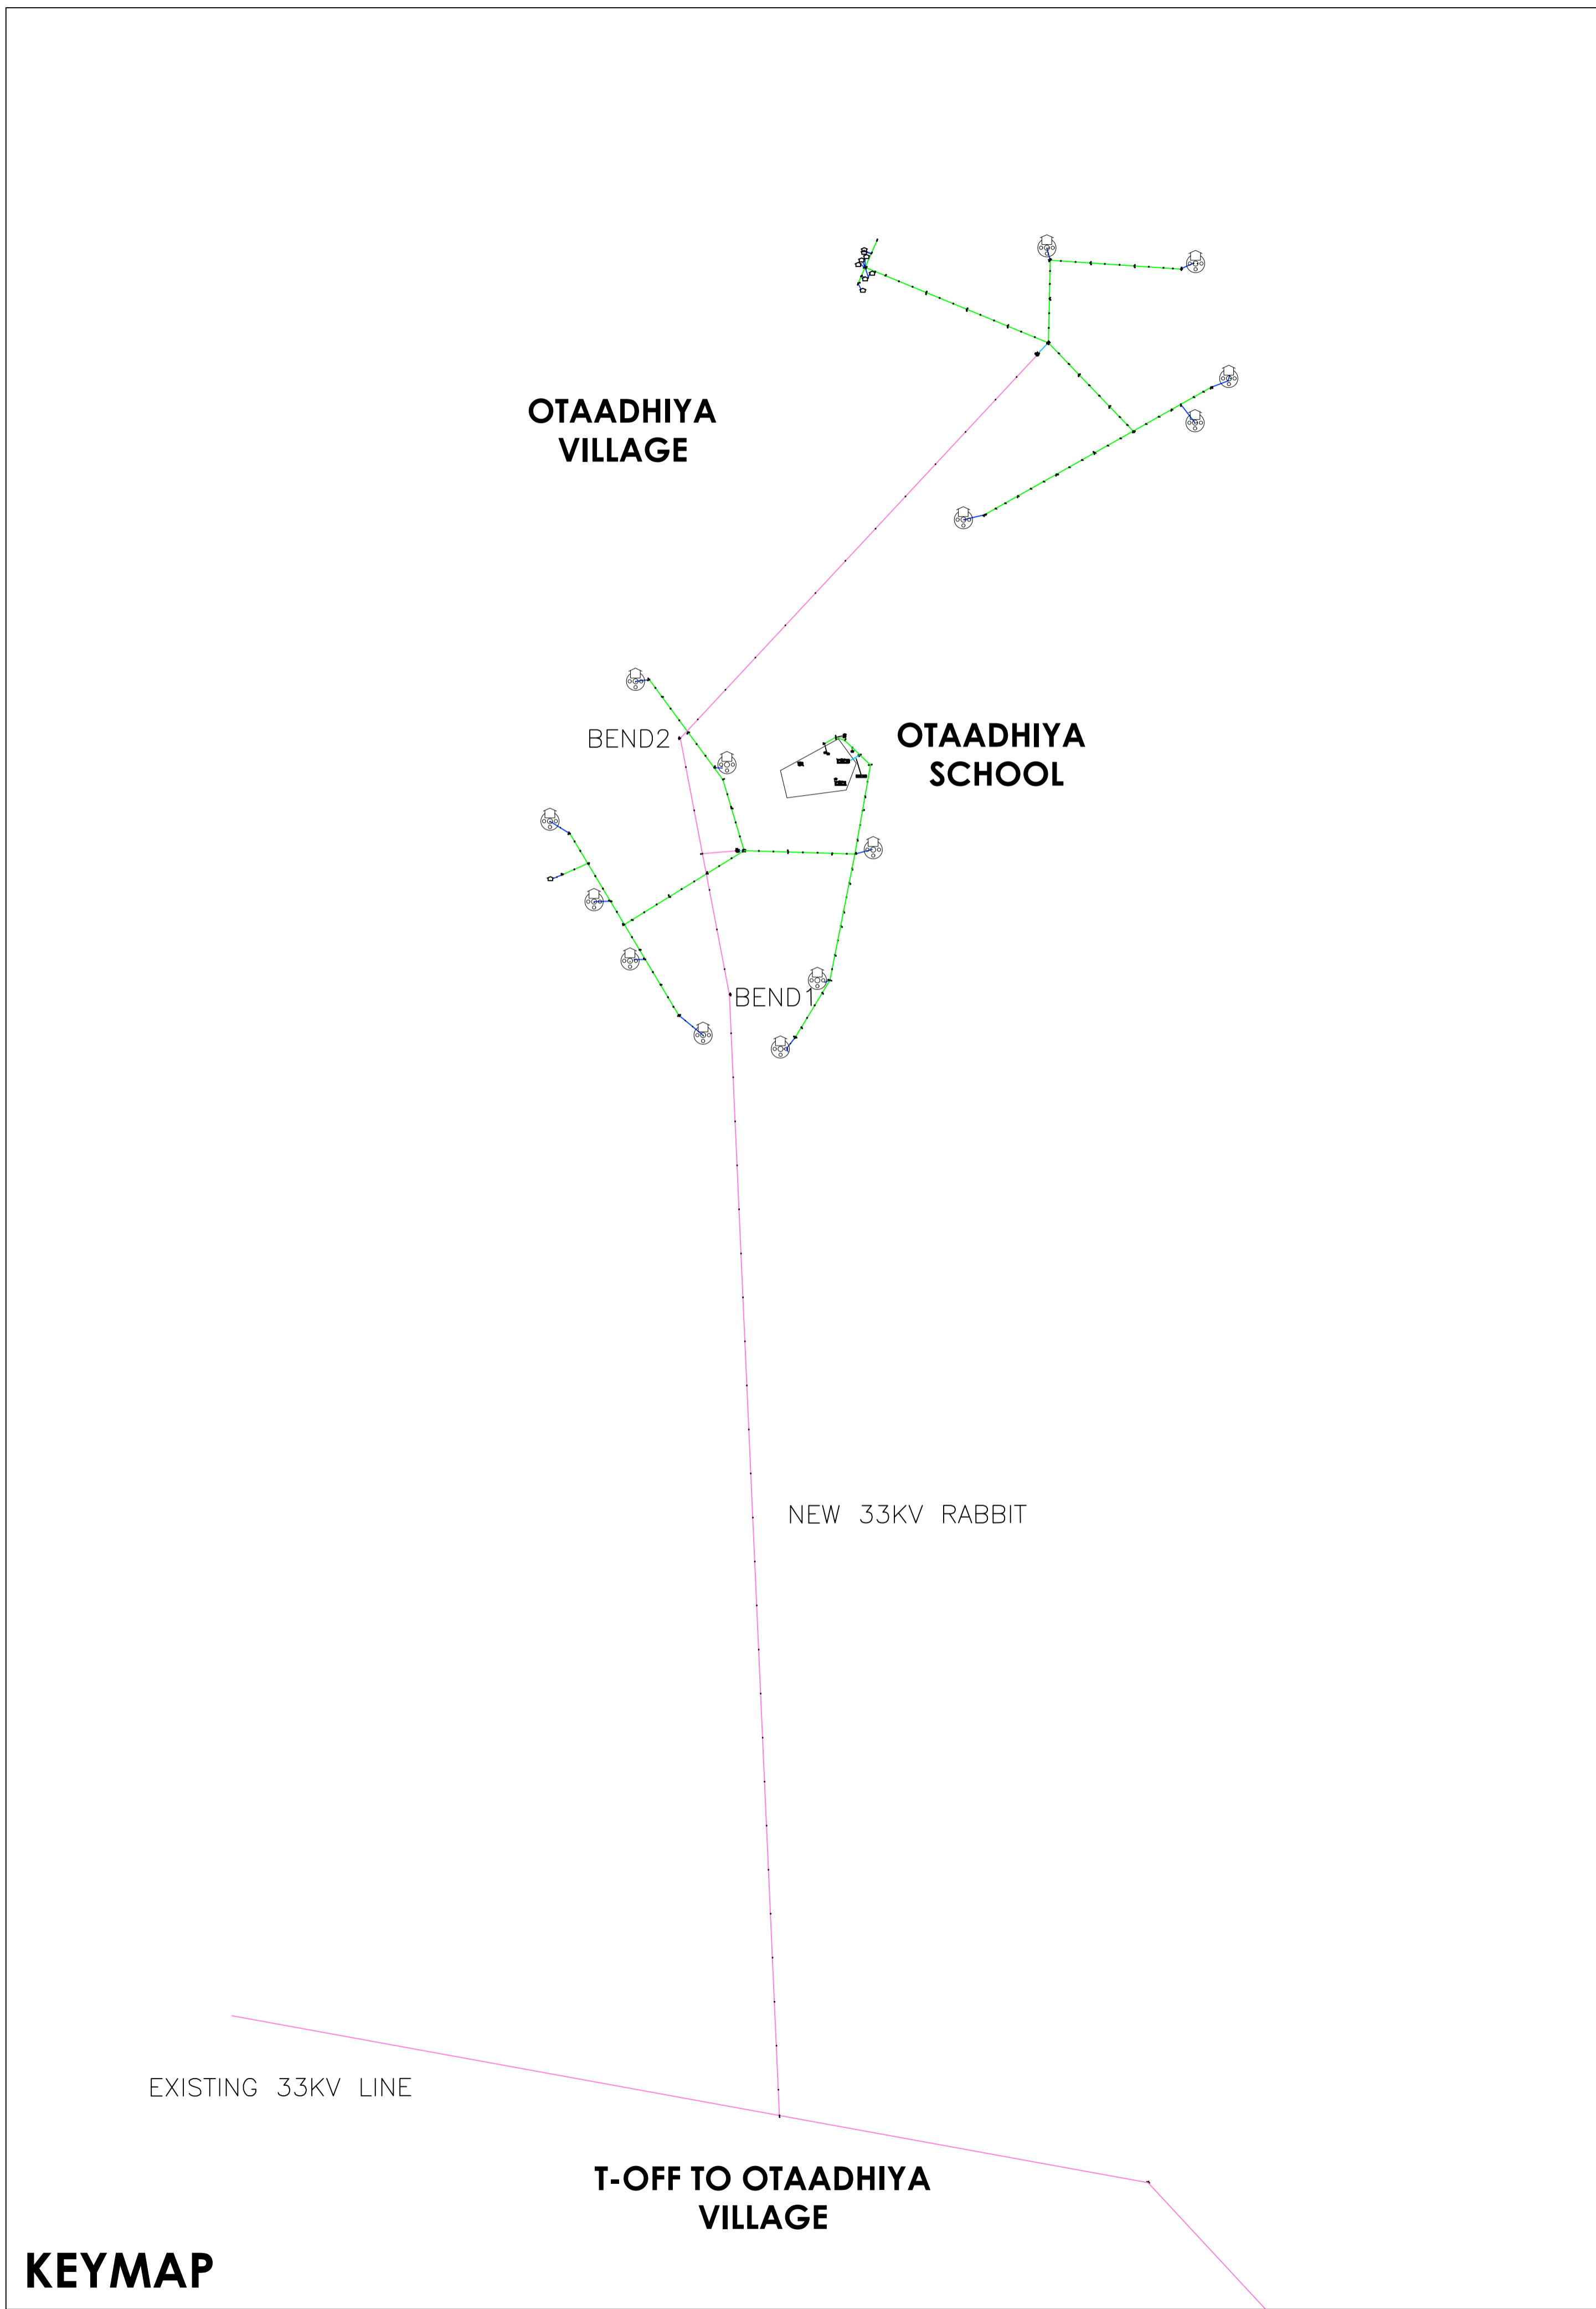 OTAADHIYA
VILLAGE
BEND2
OTAADHIYA
SCHOOL
BEND1
NEW 33KV RABBIT
EXISTING 33KV LINE
T-OFF TO OTAADHIYA
VILLAGE
KEYMAP